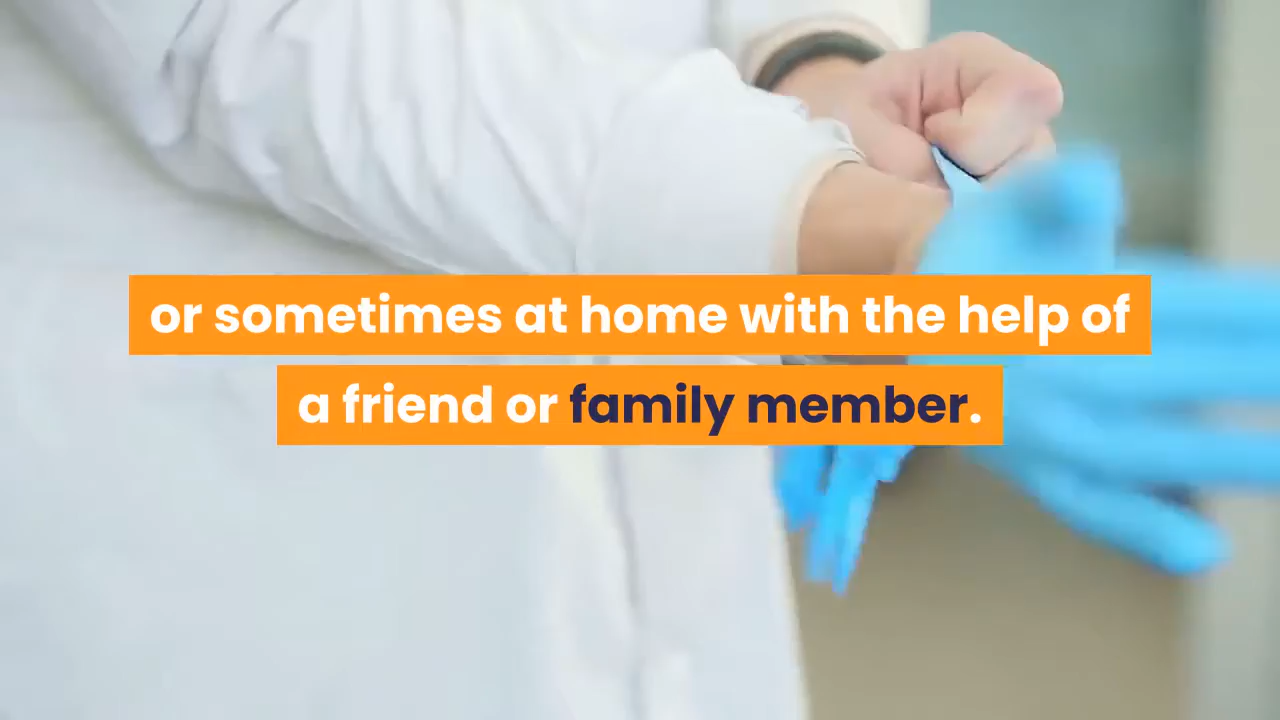 or sometimes at home with the help of
a friend or family member.